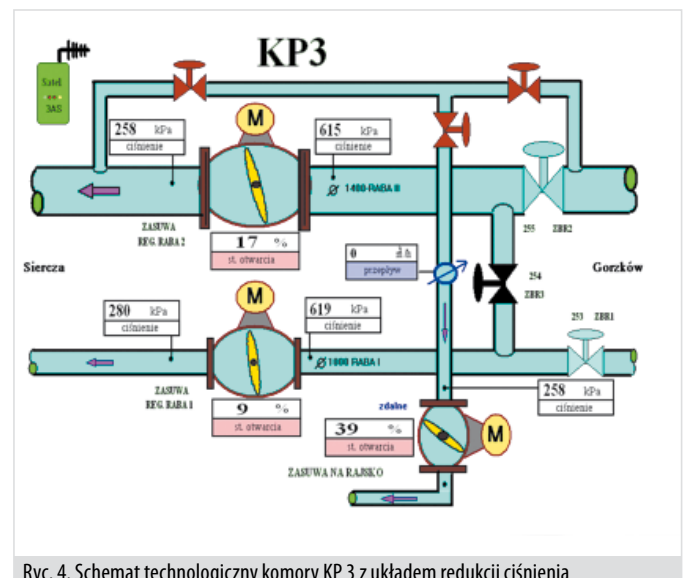 KP3
Satel
3AS
258 kPa
ciśnienie
M
615 kPa
ciśnienie
Ø 1400-RABA II
ZASUWA
REG. RABA 2
17 %
st. otwarcia
255 ZBR2
Siercza
0
przepływ
254
ZBR3
Gorzków
280 kPa
ciśnienie
M
619 kPa
ciśnienie
Ø 1000 RABA I
253 ZBR1
ZASUWA
REG. RABA 1
9 %
st. otwarcia
zdalne
39 %
st. otwarcia
M
258 kPa
ciśnienie
ZASUWA NA RAJSKO
Ryc. 4. Schemat technologiczny komory KP 3 z układem redukcji ciśnienia